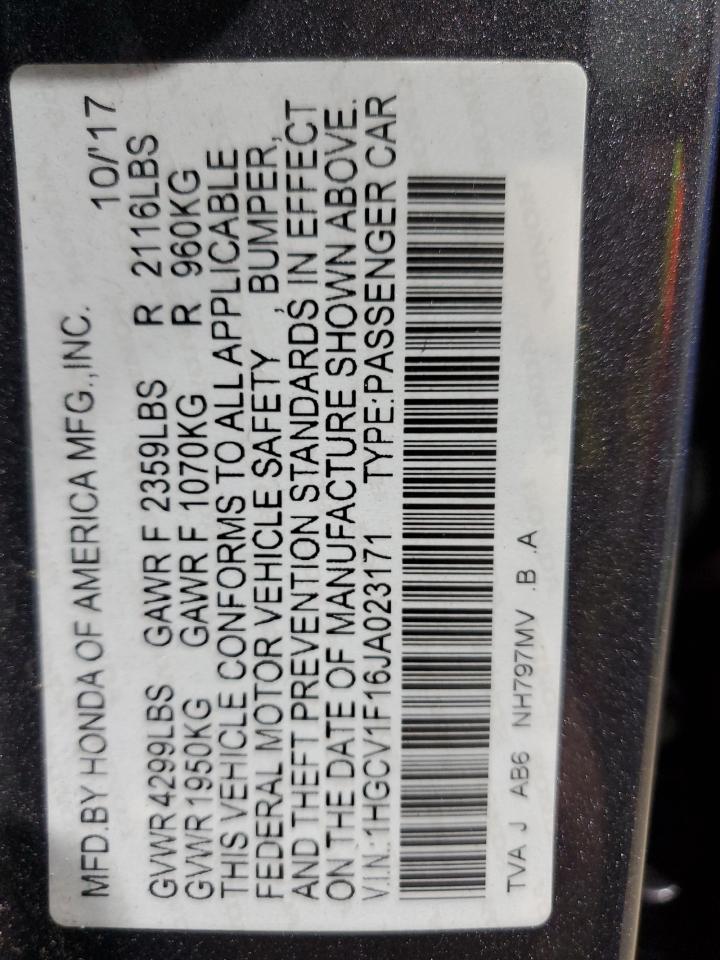 MFD.BY HONDA OF AMERICA MFG.,INC. 10/'17
GVWR 4299LBS GAWR F 2359LBS R 2116LBS
GVWR 1950KG GAWR F 1070KG R 960KG
THIS VEHICLE CONFORMS TO ALL APPLICABLE
FEDERAL MOTOR VEHICLE SAFETY , BUMPER,
AND THEFT PREVENTION STANDARDS IN EFFECT
ON THE DATE OF MANUFACTURE SHOWN ABOVE.
V.I.N.:1HGCV1F16JA023171 TYPE:PASSENGER CAR
TVA J AB6 NH797MV .B .A